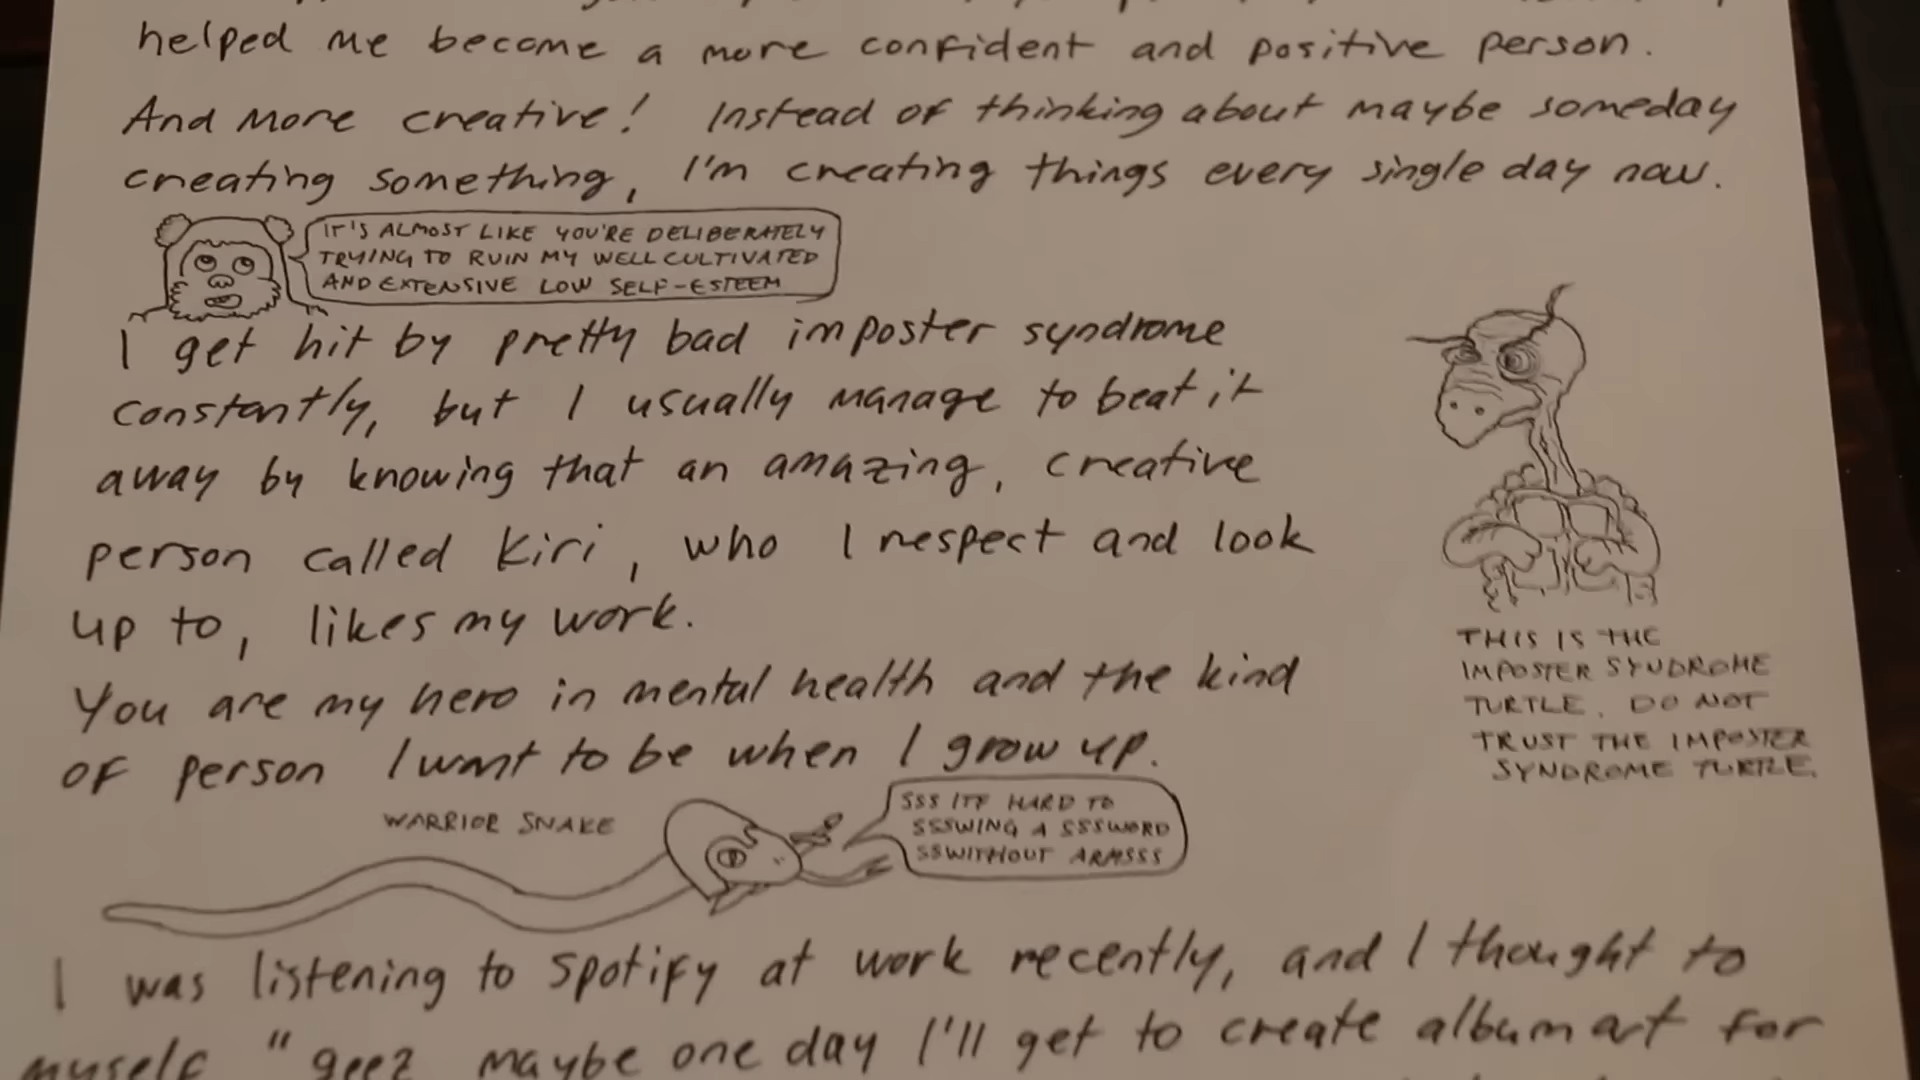 helped me become a more confident and positive person.
And more creative! Instead of thinking about maybe someday
creating something, I'm creating things every single day now.
IT'S ALMOST LIKE YOU'RE DELIBERATELY
TRYING TO RUIN MY WELL CULTIVATED
AND EXTENSIVE LOW SELF-ESTEEM
I get hit by pretty bad imposter syndrome
constantly, but I usually manage to beat it
away by knowing that an amazing, creative
person called Kiri, who I respect and look
up to, likes my work.
You are my hero in mental health and the kind
of person I want to be when I grow up.
THIS IS THE
IMPOSTER SYNDROME
TURTLE. DO NOT
TRUST THE IMPOSTER
SYNDROME TURTLE.
WARRIOR SNAKE
SSS ITF HARD TO
SSSWING A SSSWORD
SSWITHOUT ARMSSS
I was listening to Spotify at work recently, and I thought to
myself "geez maybe one day I'll get to create album art for